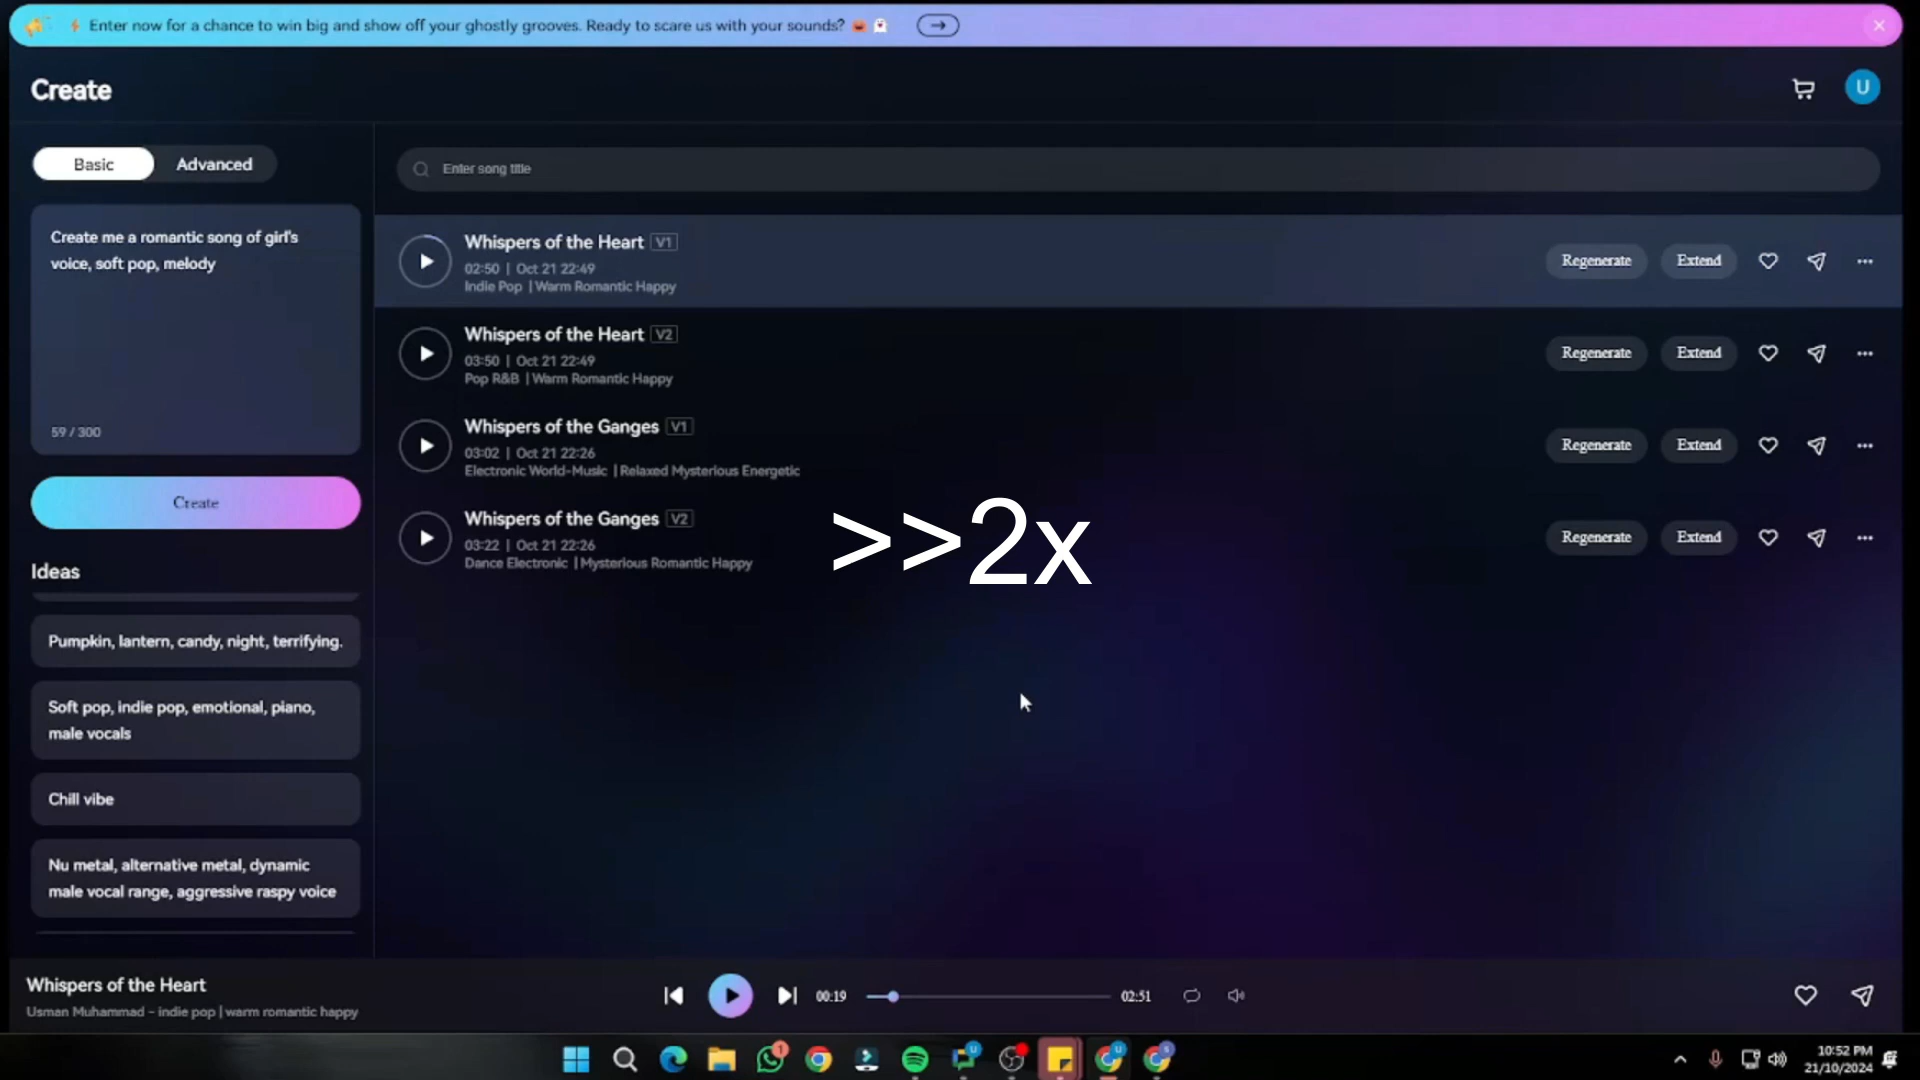 Enter now for a chance to win big and show off your ghostly grooves. Ready to scare us with your sounds?
Create
U
Basic
Advanced
Enter song title
Create me a romantic song of girl's
voice, soft pop, melody
59 / 300
Create
Ideas
Pumpkin, lantern, candy, night, terrifying.
Soft pop, indie pop, emotional, piano,
male vocals
Chill vibe
Nu metal, alternative metal, dynamic
male vocal range, aggressive raspy voice
Whispers of the Heart V1
02:50 | Oct 21 22:49
Indie Pop | Warm Romantic Happy
Regenerate
Extend
Whispers of the Heart V2
03:50 | Oct 21 22:49
Pop R&B | Warm Romantic Happy
Regenerate
Extend
Whispers of the Ganges V1
03:02 | Oct 21 22:26
Electronic World-Music | Relaxed Mysterious Energetic
Regenerate
Extend
Whispers of the Ganges V2
03:22 | Oct 21 22:26
Dance Electronic | Mysterious Romantic Happy
Regenerate
Extend
>>2x
Whispers of the Heart
Usman Muhammad - indie pop | warm romantic happy
00:19
02:51
10:52 PM
21/10/2024